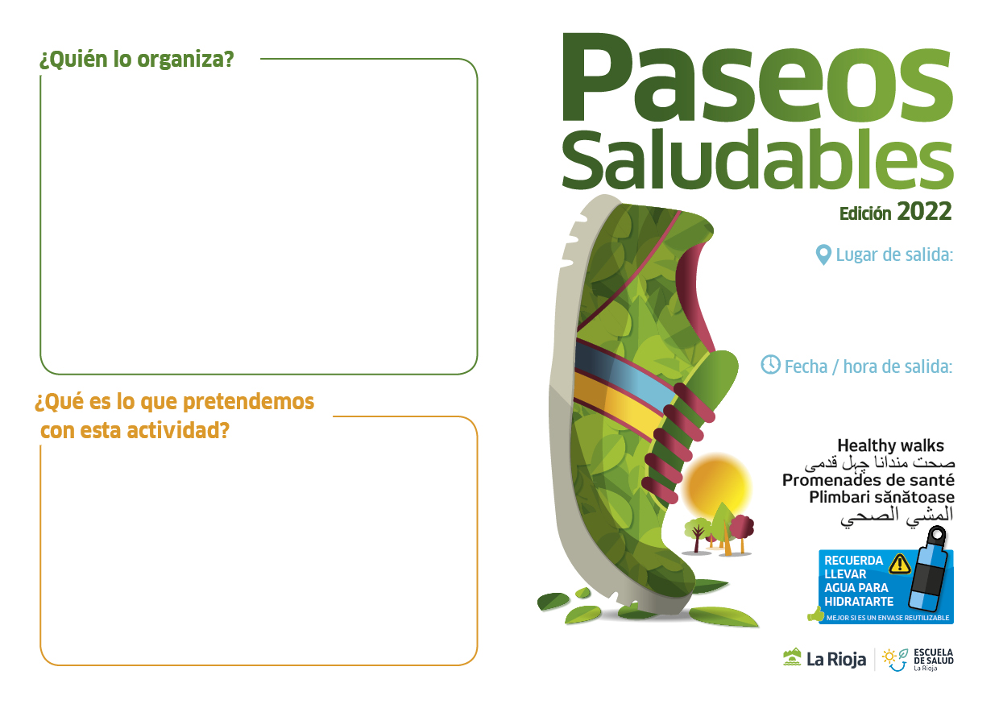 ¿Quién lo organiza?
¿Qué es lo que pretendemos
con esta actividad?
Paseos
Saludables
Edición 2022
Lugar de salida:
Fecha / hora de salida:
Healthy walks
صحت مندانا چہل قدمی
Promenades de santé
Plimbari sănătoase
المشي الصحي
RECUERDA
LLEVAR
AGUA PARA
HIDRATARTE
MEJOR SI ES UN ENVASE REUTILIZABLE
La Rioja
ESCUELA
DE SALUD
La Rioja